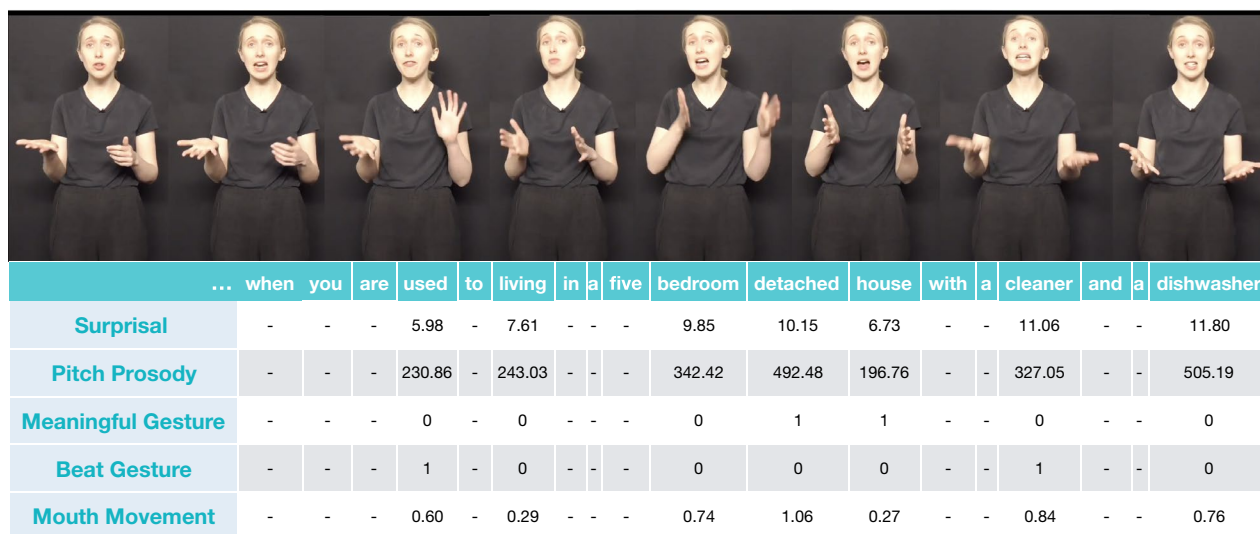 ... when you are used to living in a five bedroom detached house with a cleaner and a dishwasher
Surprisal - - - 5.98 - 7.61 - - - 9.85 10.15 6.73 - - 11.06 - - 11.80
Pitch Prosody - - - 230.86 - 243.03 - - - 342.42 492.48 196.76 - - 327.05 - - 505.19
Meaningful Gesture - - - 0 - 0 - - - 0 1 1 - - 0 - - 0
Beat Gesture - - - 1 - 0 - - - 0 0 0 - - 1 - - 0
Mouth Movement - - - 0.60 - 0.29 - - - 0.74 1.06 0.27 - - 0.84 - - 0.76